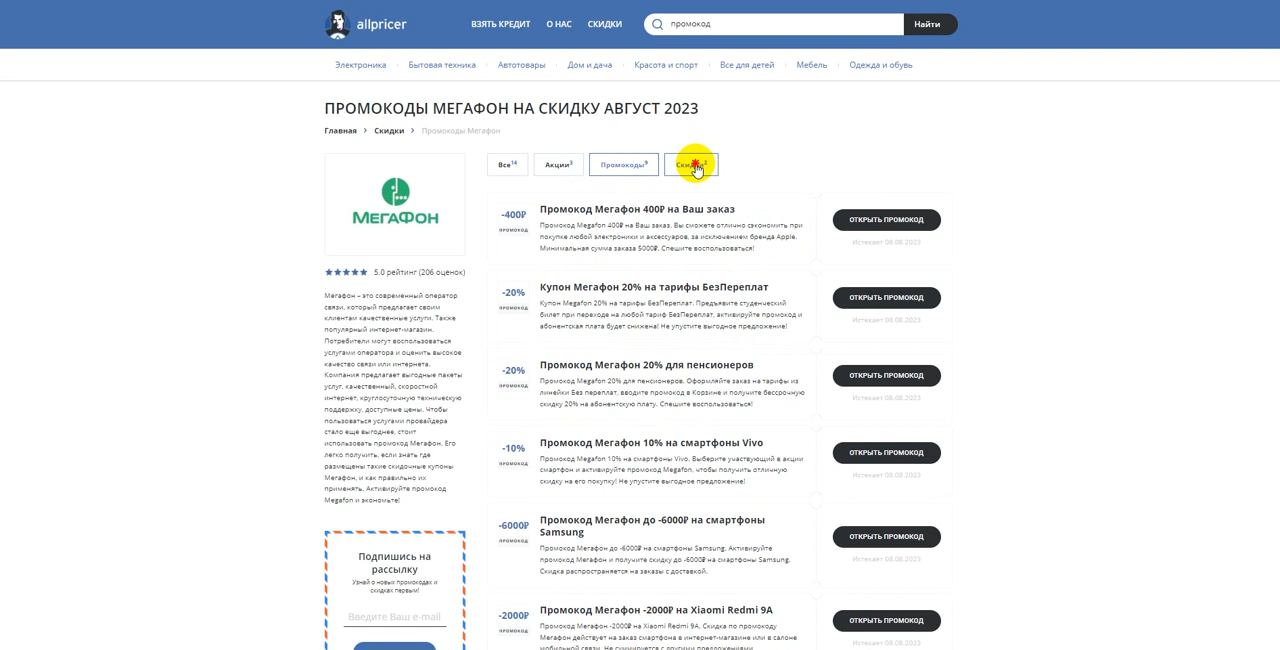 allpricer
ВЗЯТЬ КРЕДИТ О НАС СКИДКИ
промокод
Найти
Электроника Бытовая техника Автотовары Дом и дача Красота и спорт Все для детей Мебель Одежда и обувь
ПРОМОКОДЫ МЕГАФОН НА СКИДКУ АВГУСТ 2023
Главная Скидки Промокоды Мегафон
МЕГАФОН
5.0 рейтинг (206 оценок)
Мегафон – это современный оператор
связи, который предлагает своим
клиентам качественные услуги. Также
популярный интернет-магазин.
Потребители могут воспользоваться
услугами оператора и оценить высокое
качество связи или интернета.
Компания предлагает выгодные пакеты
услуг, качественный, скоростной
интернет, круглосуточную техническую
поддержку, доступные цены. Чтобы
пользоваться услугами провайдера
стало еще выгоднее, стоит
использовать промокод Мегафон. Его
легко получить, если знать где
размещены такие скидочные купоны
Мегафон, и как правильно их
применять. Активируйте промокод
Megafon и экономьте!
Подпишись на
рассылку
Узнай о новых промокодах и
скидках первым!
Введите Ваш e-mail
Все 14 Акции 3 Промокоды 9 Скидки 2
-400₽
ПРОМОКОД
Промокод Мегафон 400₽ на Ваш заказ
Промокод Megafon 400₽ на Ваш заказ. Вы сможете отлично сэкономить при
покупке любой электроники и аксессуаров, за исключением бренда Apple.
Минимальная сумма заказа 5000₽. Спешите воспользоваться!
ОТКРЫТЬ ПРОМОКОД
Истекает 08.08.2023
-20%
ПРОМОКОД
Купон Мегафон 20% на тарифы БезПереплат
Купон Megafon 20% на тарифы БезПереплат. Предъявите студенческий
билет при переходе на любой тариф БезПереплат, активируйте промокод и
абонентская плата будет снижена! Не упустите выгодное предложение!
ОТКРЫТЬ ПРОМОКОД
Истекает 08.08.2023
-20%
ПРОМОКОД
Промокод Мегафон 20% для пенсионеров
Промокод Megafon 20% для пенсионеров. Оформляйте заказ на тарифы из
линейки Без переплат, вводите промокод в Корзине и получите бессрочную
скидку 20% на абонентскую плату. Спешите воспользоваться!
ОТКРЫТЬ ПРОМОКОД
Истекает 08.08.2023
-10%
ПРОМОКОД
Промокод Мегафон 10% на смартфоны Vivo
Промокод Megafon 10% на смартфоны Vivo. Выберите участвующий в акции
смартфон и активируйте промокод Megafon, чтобы получить отличную
скидку на его покупку! Не упустите выгодное предложение!
ОТКРЫТЬ ПРОМОКОД
Истекает 08.08.2023
-6000₽
ПРОМОКОД
Промокод Мегафон до -6000₽ на смартфоны
Samsung
Промокод Мегафон до -6000₽ на смартфоны Samsung. Активируйте
промокод Мегафон и получите скидку до -6000₽ на смартфоны Samsung.
Скидка распространяется на заказы с доставкой.
ОТКРЫТЬ ПРОМОКОД
Истекает 08.08.2023
-2000₽
ПРОМОКОД
Промокод Мегафон -2000₽ на Xiaomi Redmi 9A
Промокод Мегафон -2000₽ на Xiaomi Redmi 9A. Скидка по промокоду
Мегафон действует на заказ смартфона в интернет-магазине или в салоне
мобильной связи. Не суммируется с другими предложениями.
ОТКРЫТЬ ПРОМОКОД
Истекает 08.08.2023